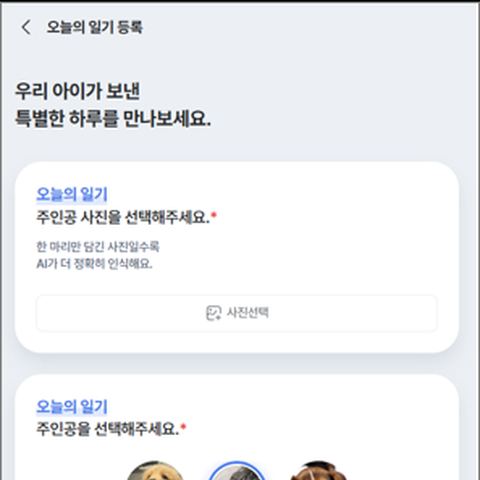 오늘의 일기 등록
우리 아이가 보낸
특별한 하루를 만나보세요.
오늘의 일기
주인공 사진을 선택해주세요.*
한 마리만 담긴 사진일수록
AI가 더 정확히 인식해요.
사진선택
오늘의 일기
주인공을 선택해주세요.*